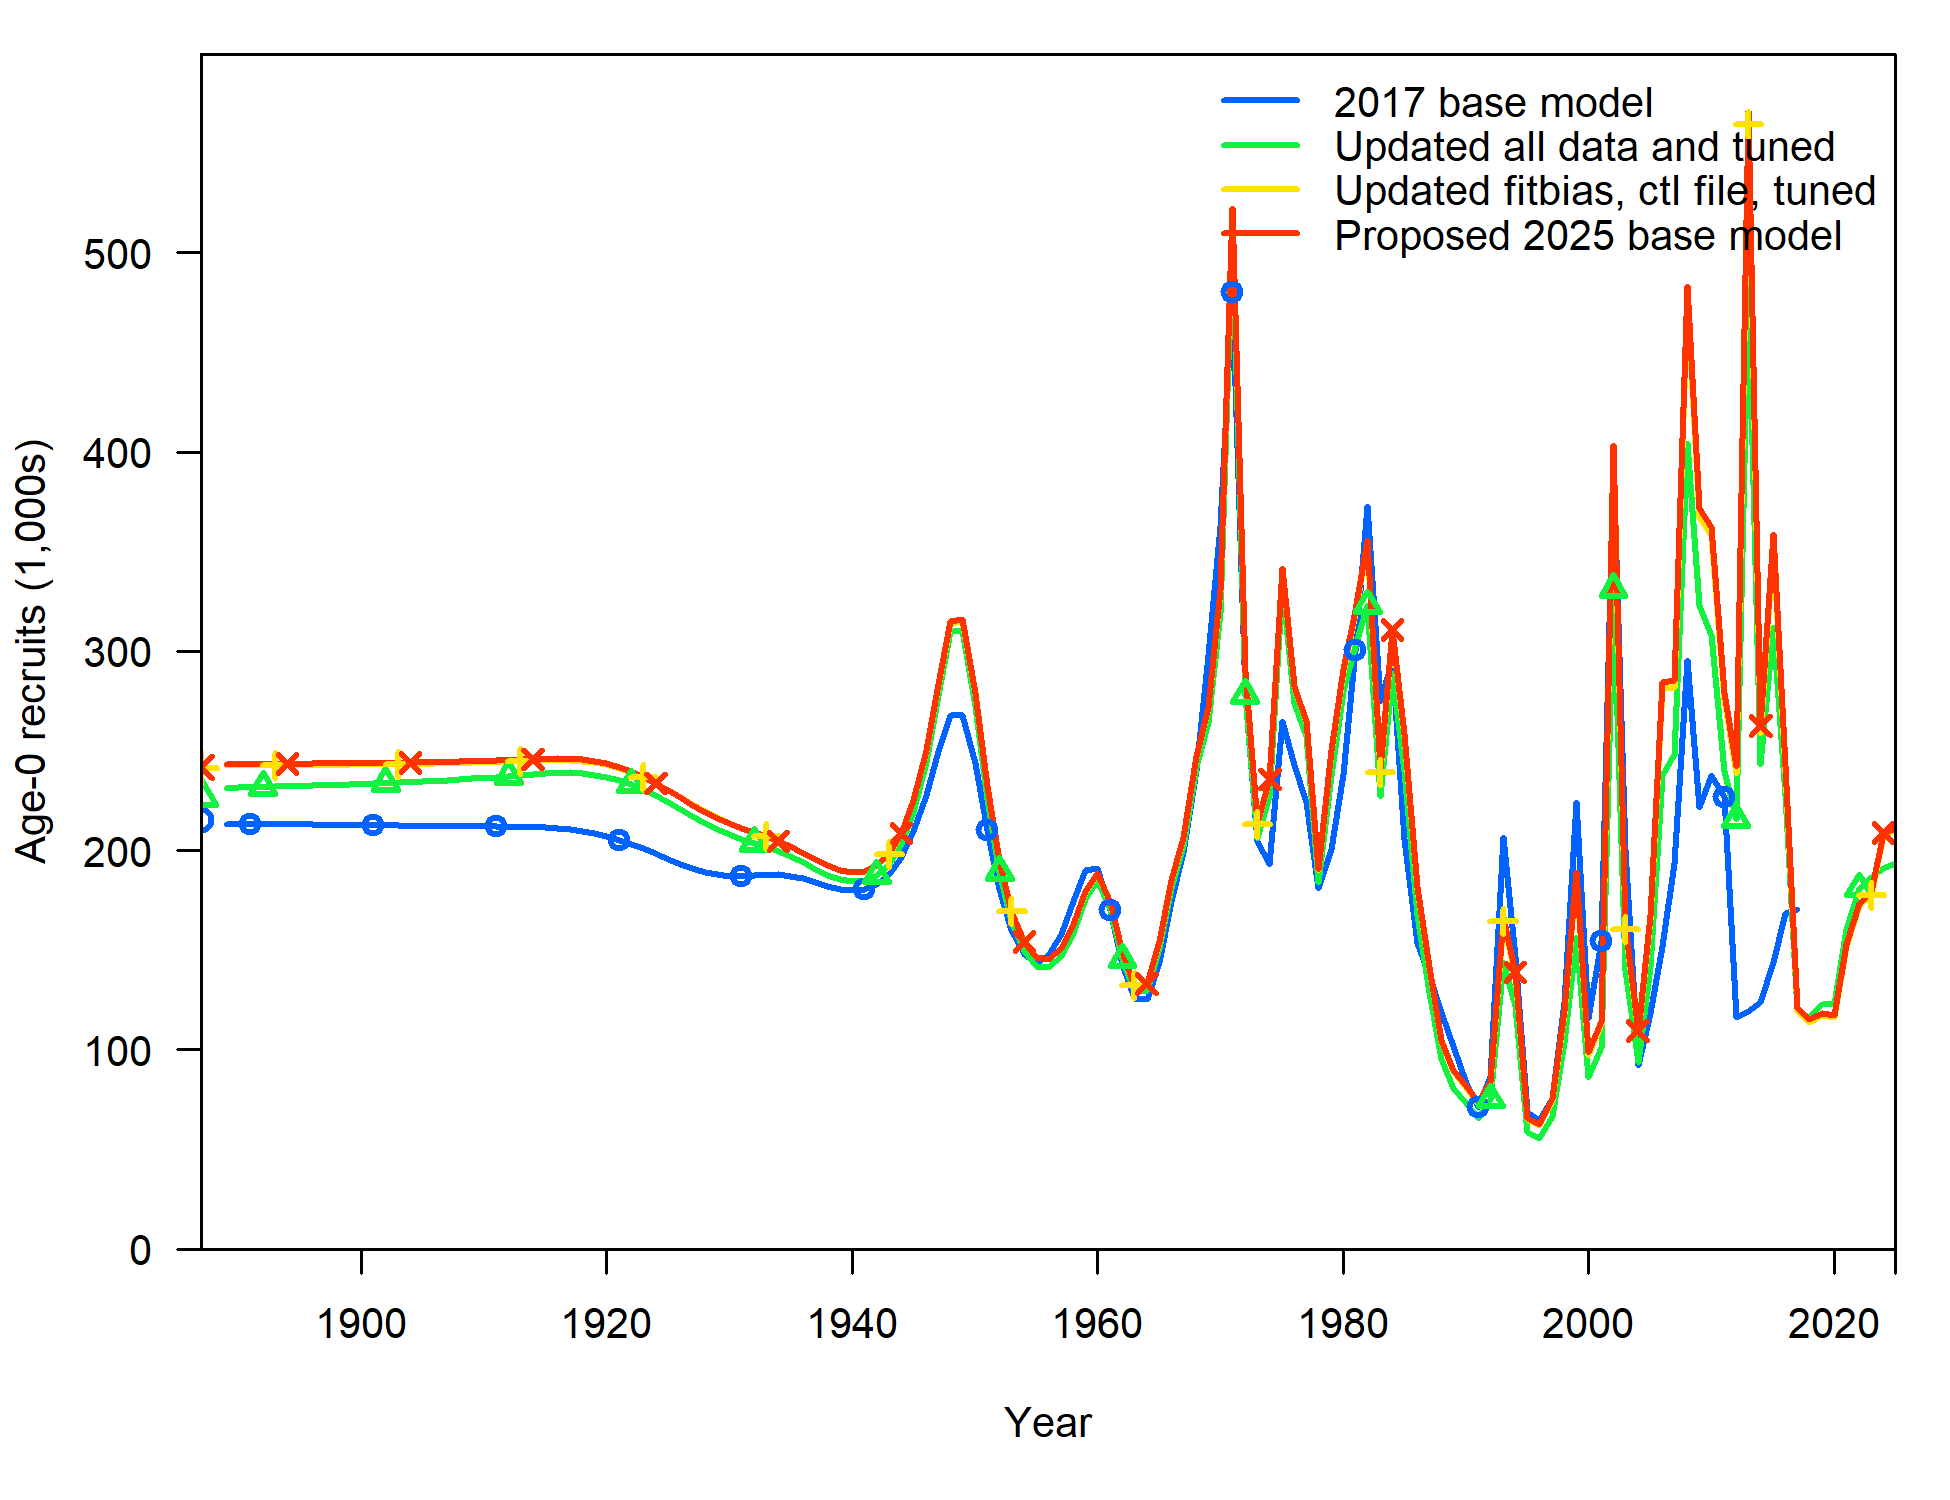 2017 base model
Updated all data and tuned
Updated fitbias, ctl file, tuned
Proposed 2025 base model
Age-0 recruits (1,000s)
500
400
300
200
100
0
1900 1920 1940 1960 1980 2000 2020
Year